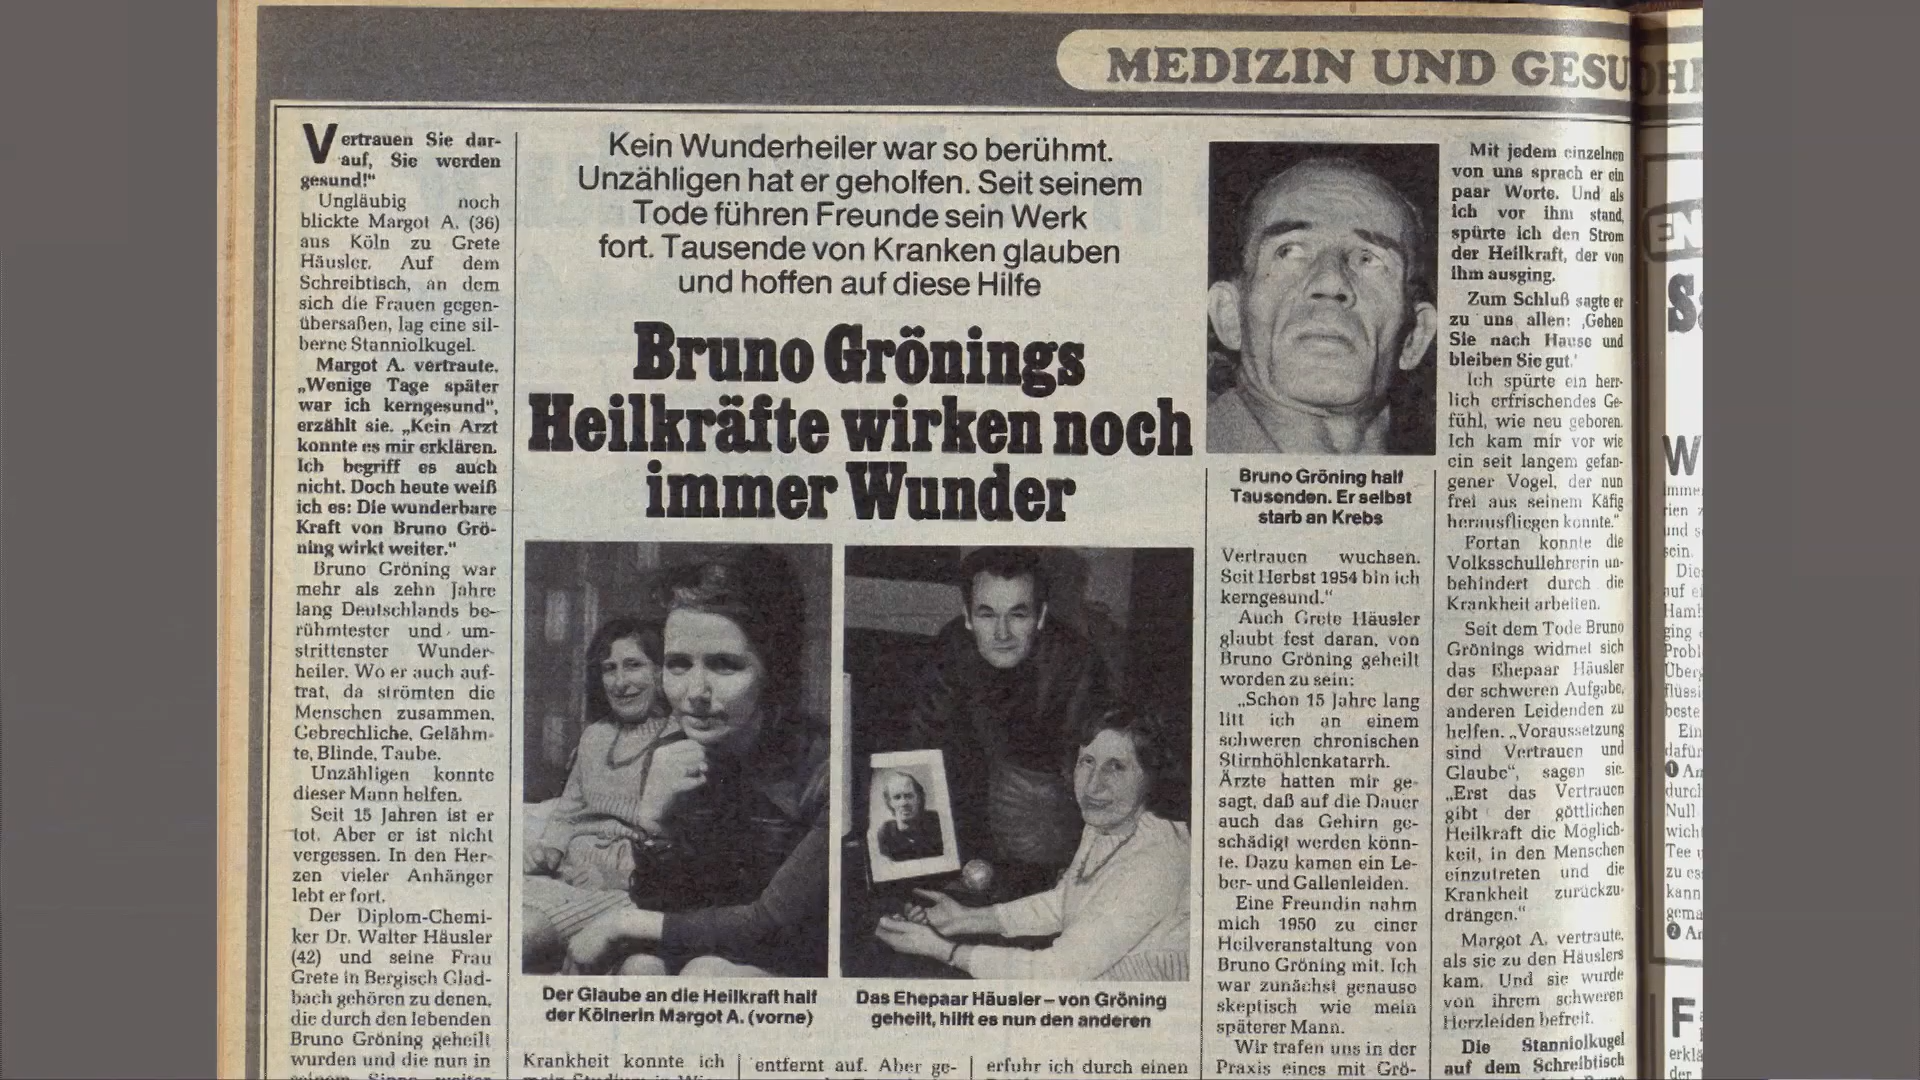 MEDIZIN UND GESU
Vertrauen Sie dar-
auf, Sie werden
gesund!"
Ungläubig noch
blickte Margot A. (36)
aus Köln zu Grete
Häusler. Auf dem
Schreibtisch, an dem
sich die Frauen gegen-
übersaßen, lag eine sil-
berne Stanniolkugel.
Margot A. vertraute.
„Wenige Tage später
war ich kerngesund",
erzählt sie. „Kein Arzt
konnte es mir erklären.
Ich begriff es auch
nicht. Doch heute weiß
ich es: Die wunderbare
Kraft von Bruno Grö-
ning wirkt weiter."
Bruno Gröning war
mehr als zehn Jahre
lang Deutschlands be-
rühmtester und um-
strittenster Wunder-
heiler. Wo er auch auf-
trat, da strömten die
Menschen zusammen,
Gebrechliche, Gelähm-
te, Blinde, Taube.
Unzähligen konnte
dieser Mann helfen.
Seit 15 Jahren ist er
tot. Aber er ist nicht
vergessen. In den Her-
zen vieler Anhänger
lebt er fort.
Der Diplom-Chemi-
ker Dr. Walter Häusler
(42) und seine Frau
Grete in Bergisch Glad-
bach gehören zu denen,
die durch den lebenden
Bruno Gröning geheilt
wurden und die nun in
Kein Wunderheiler war so berühmt.
Unzähligen hat er geholfen. Seit seinem
Tode führen Freunde sein Werk
fort. Tausende von Kranken glauben
und hoffen auf diese Hilfe
Bruno Grönings
Heilkräfte wirken noch
immer Wunder
Der Glaube an die Heilkraft half
der Kölnerin Margot A. (vorne)
Das Ehepaar Häusler – von Gröning
geheilt, hilft es nun den anderen
Krankheit konnte ich
entfernt auf. Aber ge-
erfuhr ich durch einen
Bruno Gröning half
Tausenden. Er selbst
starb an Krebs
Vertrauen wuchsen.
Seit Herbst 1954 bin ich
kerngesund."
Auch Grete Häusler
glaubt fest daran, von
Bruno Gröning geheilt
worden zu sein:
„Schon 15 Jahre lang
litt ich an einem
schweren chronischen
Stirnhöhlenkatarrh.
Ärzte hatten mir ge-
sagt, daß auf die Dauer
auch das Gehirn ge-
schädigt werden könn-
te. Dazu kamen ein Le-
ber- und Gallenleiden.
Eine Freundin nahm
mich 1950 zu einer
Heilveranstaltung von
Bruno Gröning mit. Ich
war zunächst genauso
skeptisch wie mein
späterer Mann.
Wir trafen uns in der
Praxis eines mit Grö-
Mit jedem einzelnen
von uns sprach er ein
paar Worte. Und als
ich vor ihm stand,
spürte ich den Strom
der Heilkraft, der von
ihm ausging.
Zum Schluß sagte er
zu uns allen: ‚Gehen
Sie nach Hause und
bleiben Sie gut.'
Ich spürte ein herr-
lich erfrischendes Ge-
fühl, wie neu geboren.
Ich kam mir vor wie
ein seit langem gefan-
gener Vogel, der nun
frei aus seinem Käfig
herausfliegen konnte."
Fortan konnte die
Volksschullehrerin un-
behindert durch die
Krankheit arbeiten.
Seit dem Tode Bruno
Grönings widmet sich
das Ehepaar Häusler
der schweren Aufgabe,
anderen Leidenden zu
helfen. „Voraussetzung
sind Vertrauen und
Glaube", sagen sie.
„Erst das Vertrauen
gibt der göttlichen
Heilkraft die Möglich-
keit, in den Menschen
einzutreten und die
Krankheit zurückzu-
drängen."
Margot A. vertraute,
als sie zu den Häuslers
kam. Und sie wurde
von ihrem schweren
Herzleiden befreit.
Die Stanniolkugel
auf dem Schreibtisch